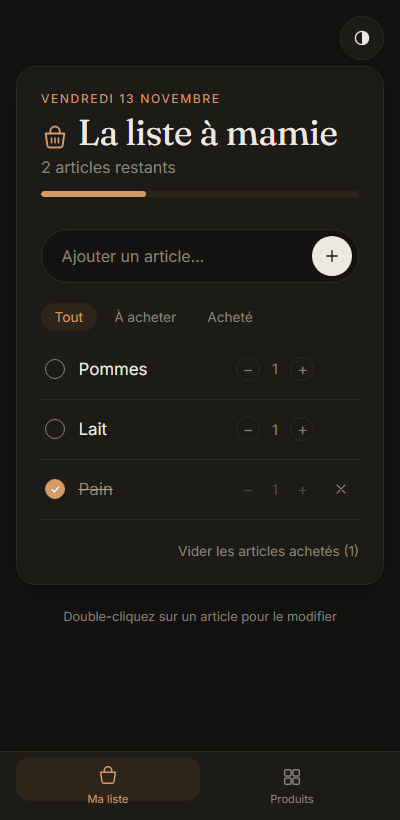 VENDREDI 13 NOVEMBRE
La liste à mamie
2 articles restants
Ajouter un article...
Tout À acheter Acheté
Pommes − 1 +
Lait − 1 +
Pain − 1 + ×
Vider les articles achetés (1)
Double-cliquez sur un article pour le modifier
Ma liste Produits